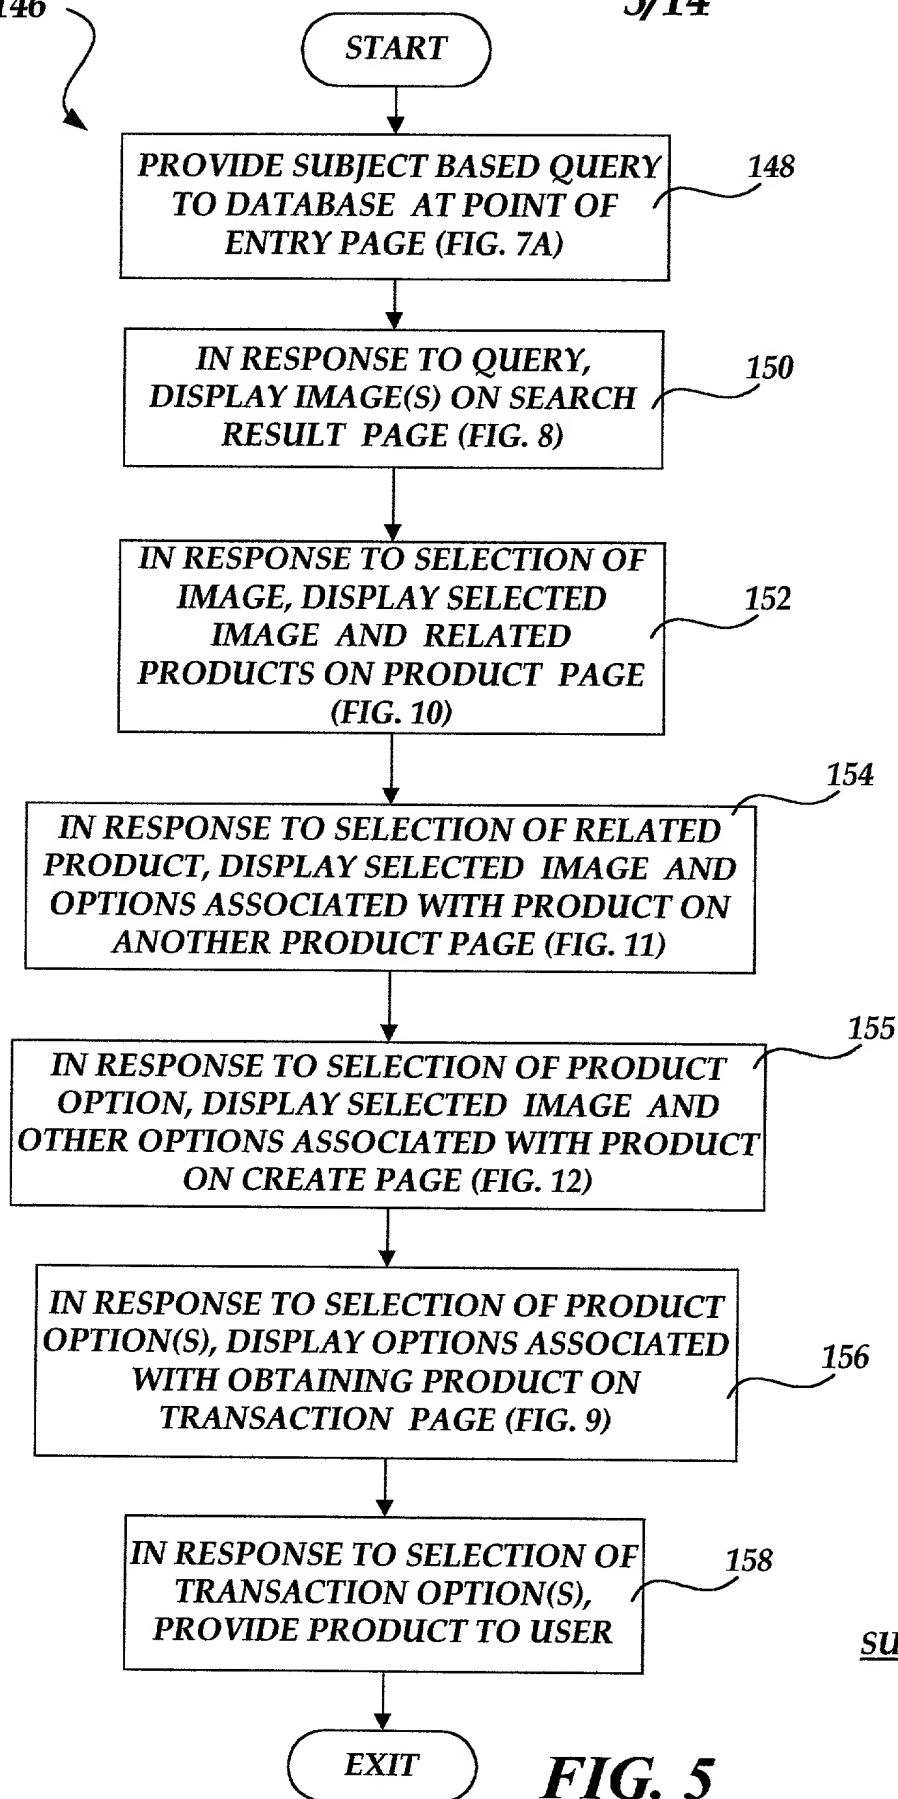 146
5/14
START
PROVIDE SUBJECT BASED QUERY
TO DATABASE AT POINT OF
ENTRY PAGE (FIG. 7A)
148
IN RESPONSE TO QUERY,
DISPLAY IMAGE(S) ON SEARCH
RESULT PAGE (FIG. 8)
150
IN RESPONSE TO SELECTION OF
IMAGE, DISPLAY SELECTED
IMAGE AND RELATED
PRODUCTS ON PRODUCT PAGE
(FIG. 10)
152
IN RESPONSE TO SELECTION OF RELATED
PRODUCT, DISPLAY SELECTED IMAGE AND
OPTIONS ASSOCIATED WITH PRODUCT ON
ANOTHER PRODUCT PAGE (FIG. 11)
154
IN RESPONSE TO SELECTION OF PRODUCT
OPTION, DISPLAY SELECTED IMAGE AND
OTHER OPTIONS ASSOCIATED WITH PRODUCT
ON CREATE PAGE (FIG. 12)
155
IN RESPONSE TO SELECTION OF PRODUCT
OPTION(S), DISPLAY OPTIONS ASSOCIATED
WITH OBTAINING PRODUCT ON
TRANSACTION PAGE (FIG. 9)
156
IN RESPONSE TO SELECTION OF
TRANSACTION OPTION(S),
PROVIDE PRODUCT TO USER
158
SU
EXIT
FIG. 5